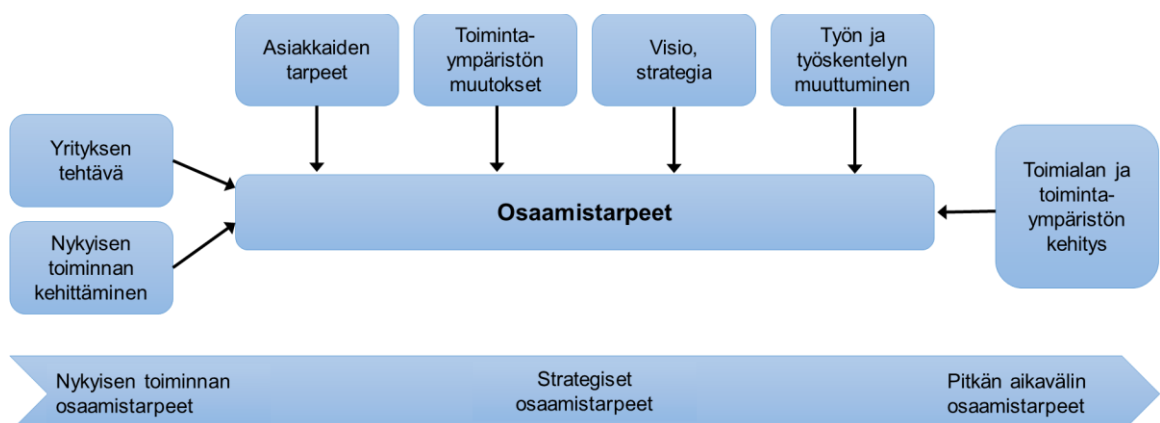 Asiakkaiden
tarpeet
Toiminta-
ympäristön
muutokset
Visio,
strategia
Työn ja
työskentelyn
muuttuminen
Yrityksen
tehtävä
Nykyisen
toiminnan
kehittäminen
Osaamistarpeet
Toimialan ja
toiminta-
ympäristön
kehitys
Nykyisen toiminnan
osaamistarpeet
Strategiset
osaamistarpeet
Pitkän aikavälin
osaamistarpeet